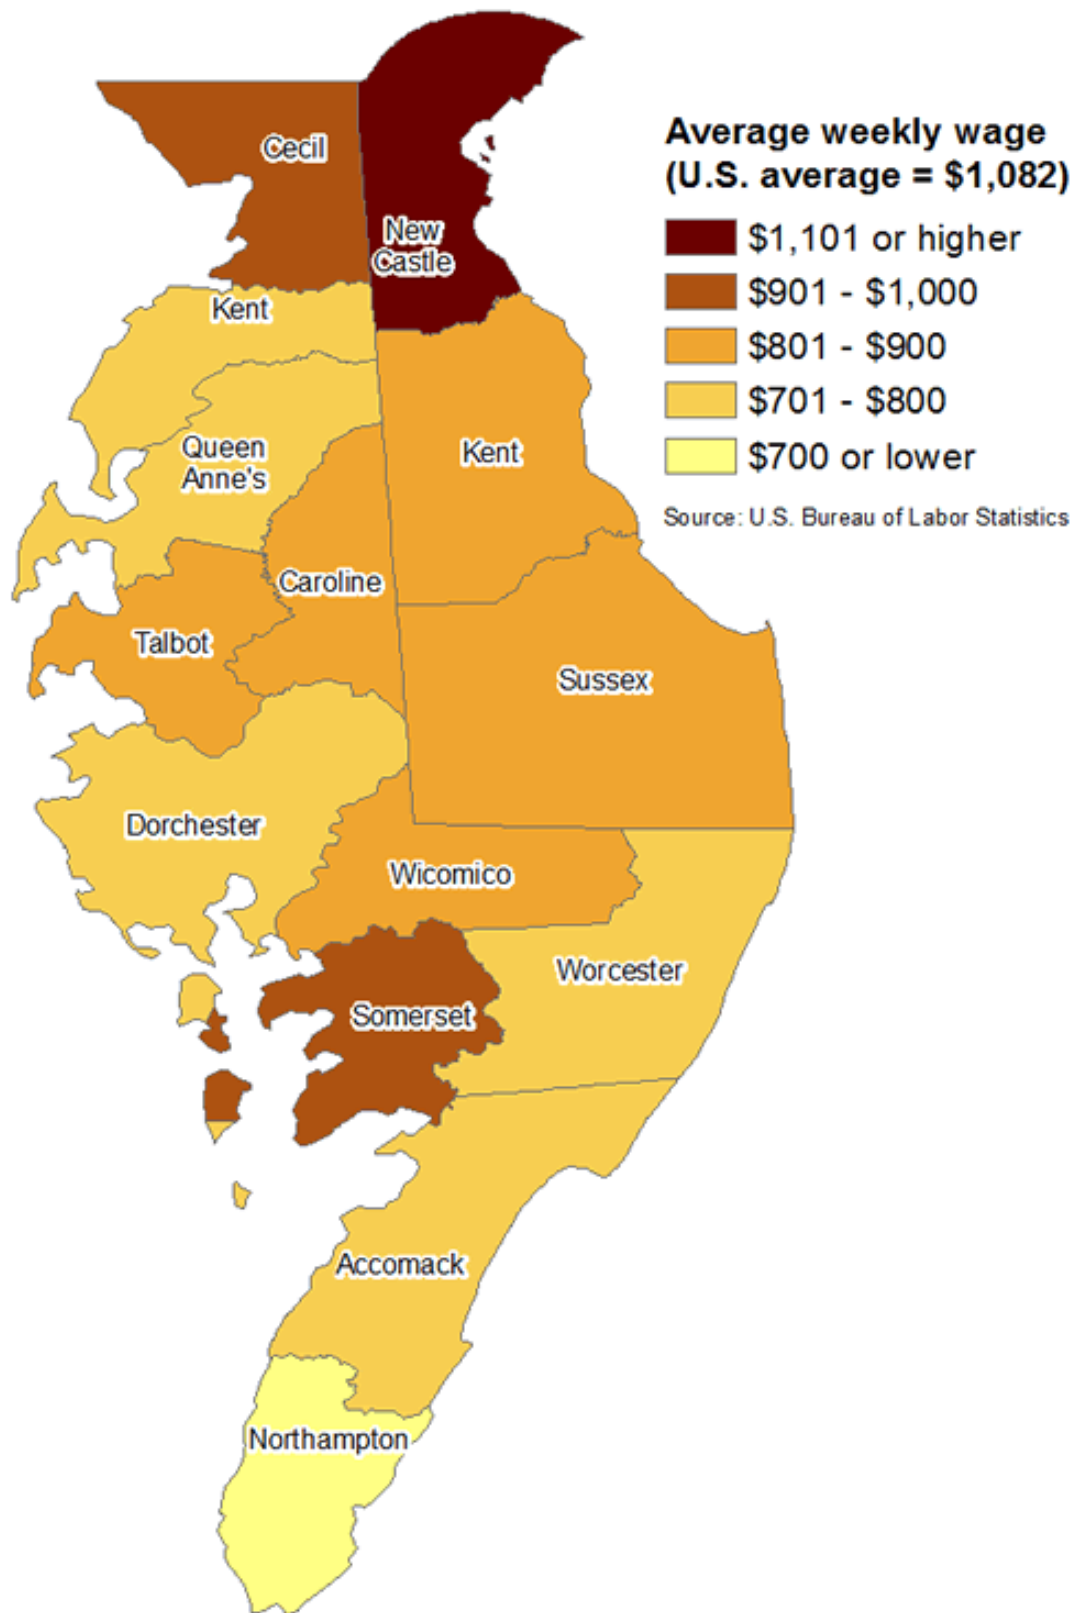 Average weekly wage
(U.S. average = $1,082)
$1,101 or higher
$901 - $1,000
$801 - $900
$701 - $800
$700 or lower
Source: U.S. Bureau of Labor Statistics
Cecil
New
Castle
Kent
Queen
Anne's
Kent
Caroline
Talbot
Sussex
Dorchester
Wicomico
Worcester
Somerset
Accomack
Northampton